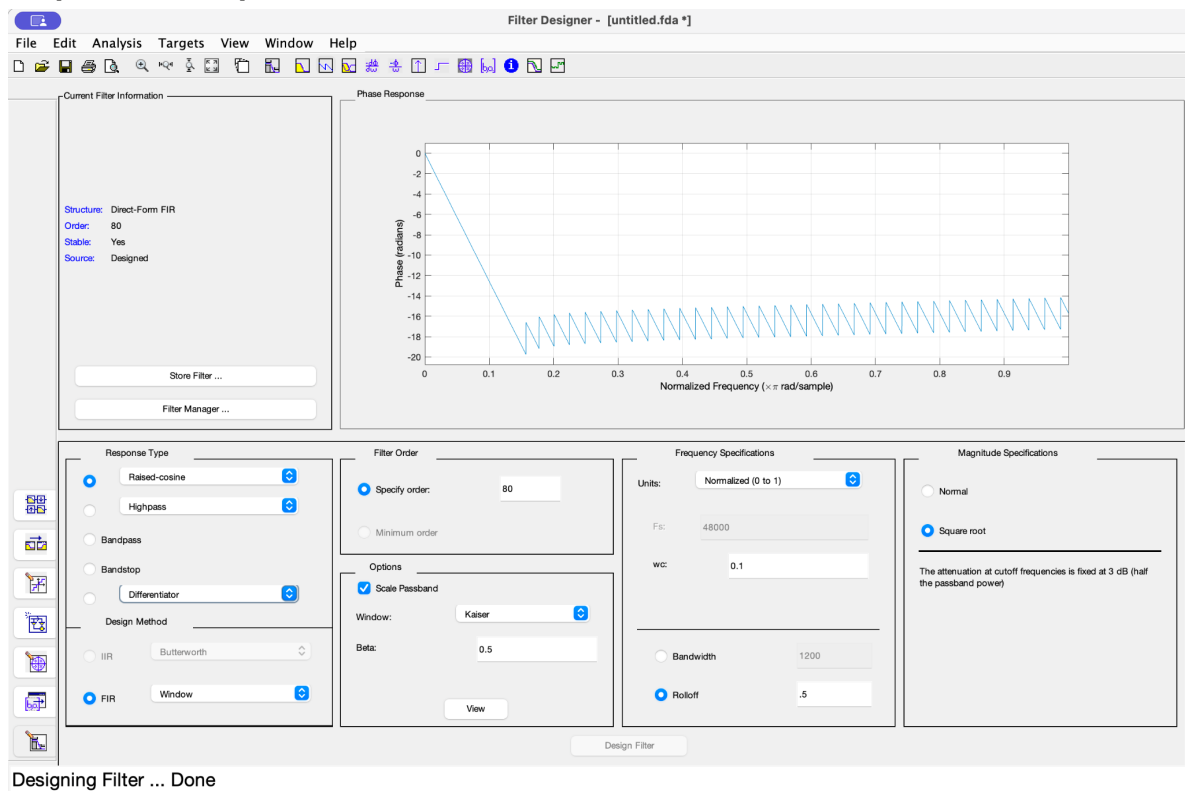 Filter Designer - [untitled.fda *]
File Edit Analysis Targets View Window Help
Current Filter Information
Structure: Direct-Form FIR
Order: 80
Stable: Yes
Source: Designed
Store Filter ...
Filter Manager ...
Phase Response
0
-2
-4
-6
-8
-10
-12
-14
-16
-18
-20
Phase (radians)
0 0.1 0.2 0.3 0.4 0.5 0.6 0.7 0.8 0.9
Normalized Frequency (×π rad/sample)
Response Type
Raised-cosine
Highpass
Bandpass
Bandstop
Differentiator
Design Method
IIR Butterworth
FIR Window
Filter Order
Specify order: 80
Minimum order
Options
Scale Passband
Window: Kaiser
Beta: 0.5
View
Frequency Specifications
Units: Normalized (0 to 1)
Fs: 48000
wc: 0.1
Bandwidth 1200
Rolloff .5
Magnitude Specifications
Normal
Square root
The attenuation at cutoff frequencies is fixed at 3 dB (half
the passband power)
Design Filter
Designing Filter ... Done